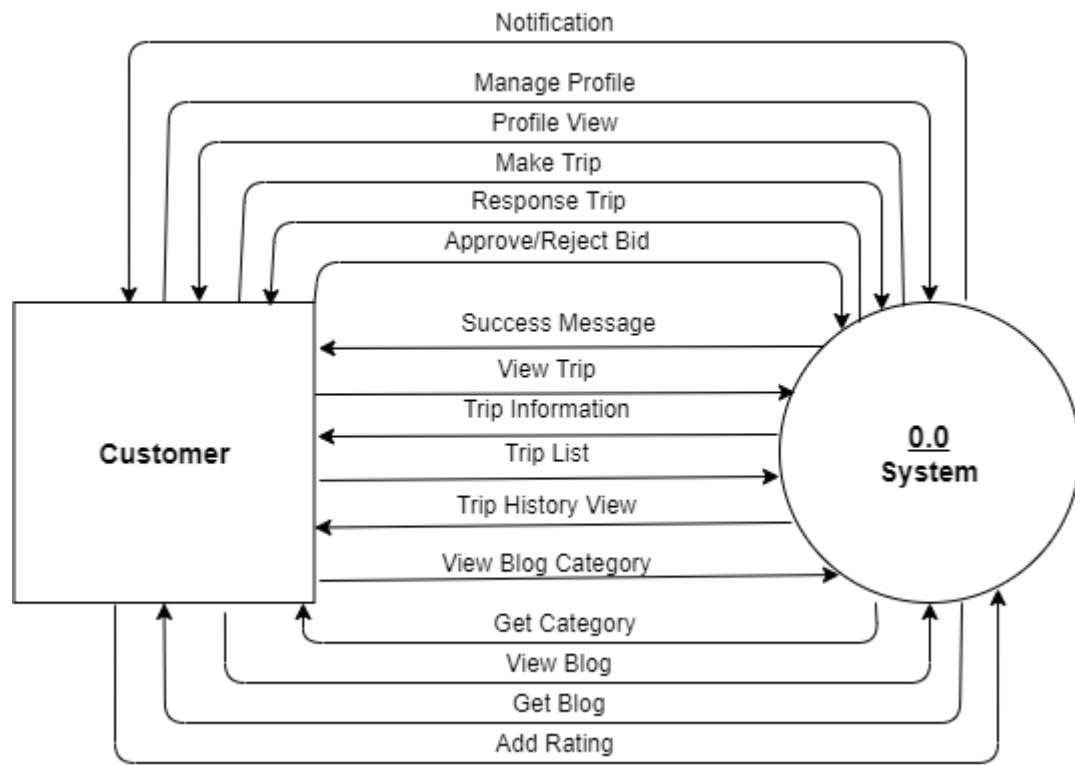 Notification
Manage Profile
Profile View
Make Trip
Response Trip
Approve/Reject Bid
Success Message
View Trip
Trip Information
Customer
0.0
System
Trip List
Trip History View
View Blog Category
Get Category
View Blog
Get Blog
Add Rating